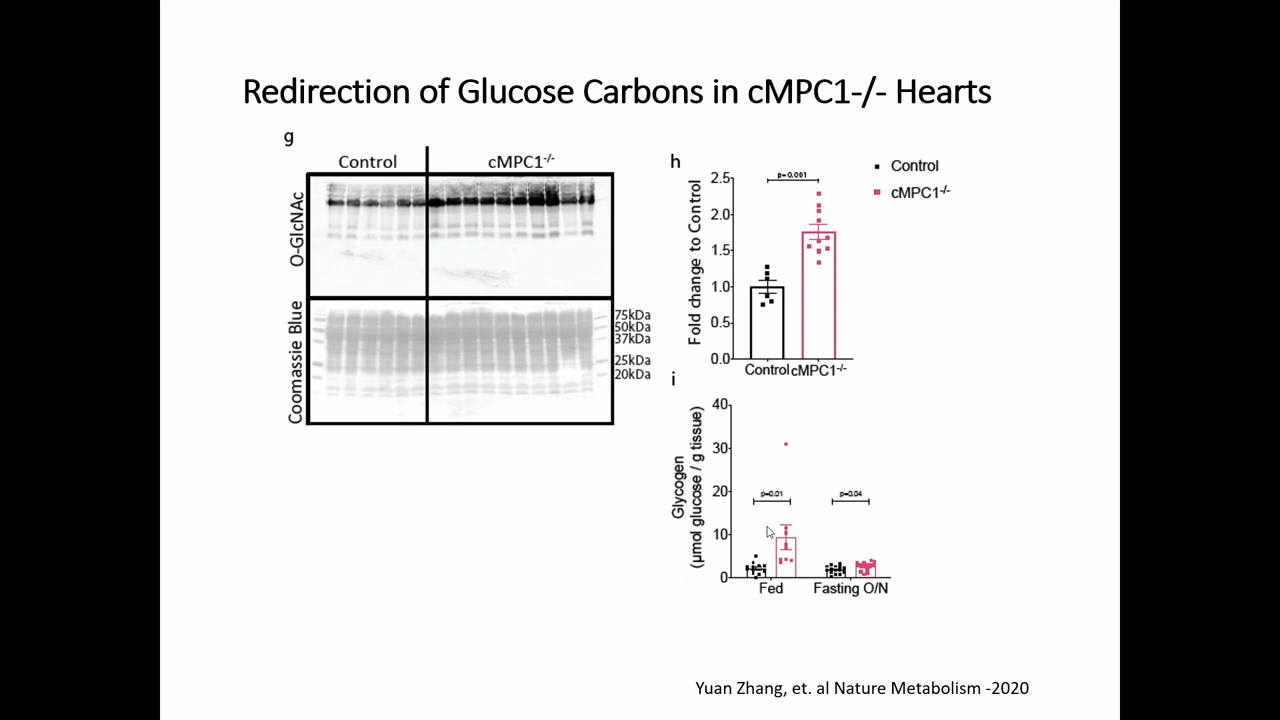 Redirection of Glucose Carbons in cMPC1-/- Hearts
g
Control
cMPC1-/-
O-GlcNAc
Coomassie Blue
75kDa
50kDa
37kDa
25kDa
20kDa
h
Control
cMPC1-/-
Fold change to Control
2.5
2.0
1.5
1.0
0.5
0.0
p=0.001
Control cMPC1-/-
i
Glycogen
(μmol glucose / g tissue)
40
30
20
10
0
p=0.01
p=0.04
Fed
Fasting O/N
Yuan Zhang, et. al Nature Metabolism -2020